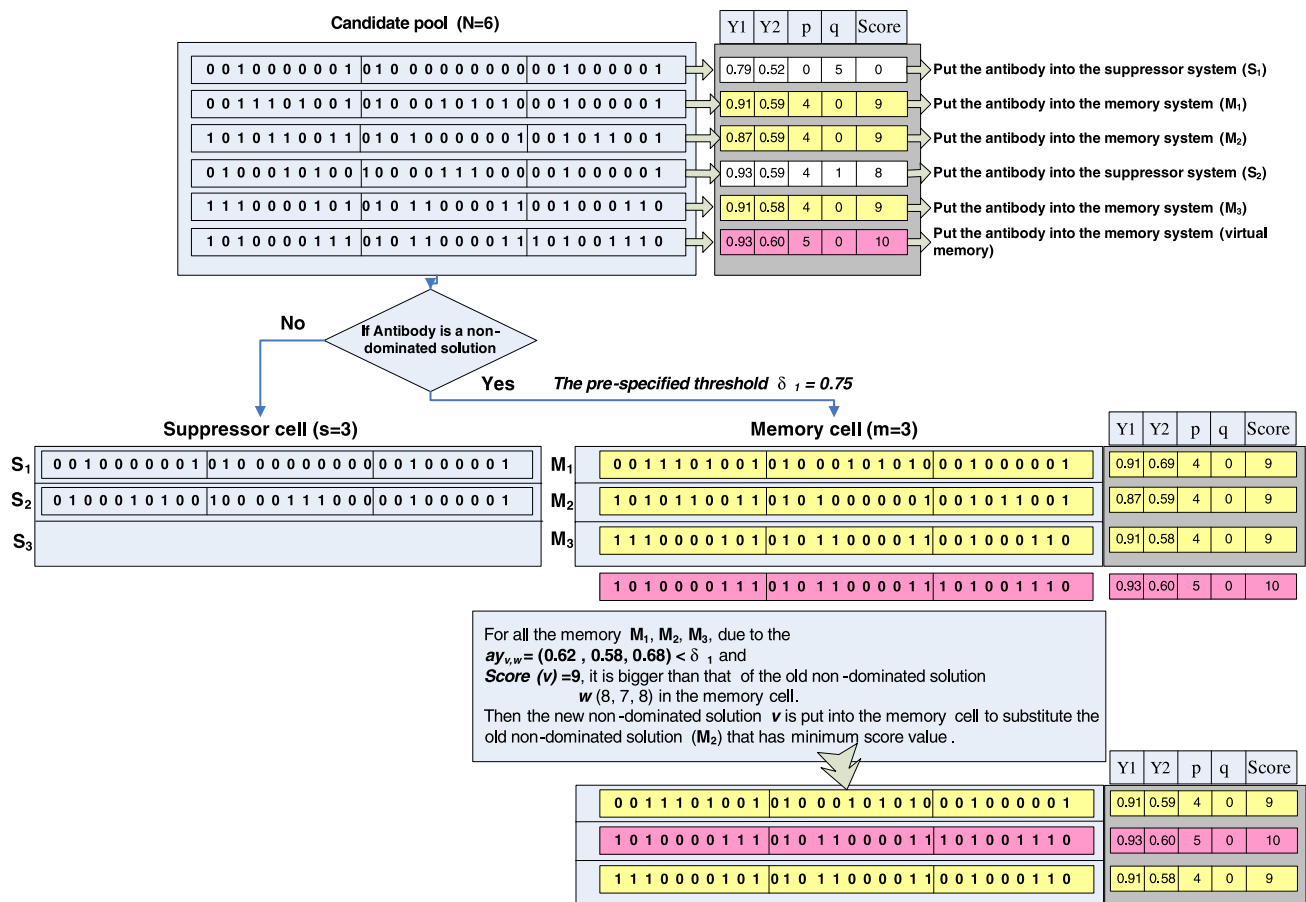 Candidate pool (N=6)
Y1 Y2 p q Score
0 0 1 0 0 0 0 0 0 1 0 1 0 0 0 0 0 0 0 0 0 0 0 0 1 0 0 0 0 0 1 0.79 0.52 0 5 0 Put the antibody into the suppressor system (S1)
0 0 1 1 1 0 1 0 0 1 0 1 0 0 0 1 0 1 0 1 0 0 0 1 0 0 0 0 0 1 0.91 0.59 4 0 9 Put the antibody into the memory system (M1)
1 0 1 0 1 1 0 0 1 1 0 1 0 1 0 0 0 0 0 0 1 0 0 1 0 1 1 0 0 1 0.87 0.59 4 0 9 Put the antibody into the memory system (M2)
0 1 0 0 0 1 0 1 0 0 1 0 0 0 0 1 1 1 0 0 0 0 0 1 0 0 0 0 0 1 0.93 0.59 4 1 8 Put the antibody into the suppressor system (S2)
1 1 1 0 0 0 0 1 0 1 0 1 0 1 1 0 0 0 0 1 1 0 0 1 0 0 0 1 1 0 0.91 0.58 4 0 9 Put the antibody into the memory system (M3)
1 0 1 0 0 0 0 1 1 1 0 1 0 1 1 0 0 0 0 1 1 1 0 1 0 0 1 1 1 0 0.93 0.60 5 0 10 Put the antibody into the memory system (virtual
memory)
No
If Antibody is a non-
dominated solution
Yes
The pre-specified threshold δ 1 = 0.75
Suppressor cell (s=3)
S1 0 0 1 0 0 0 0 0 0 1 0 1 0 0 0 0 0 0 0 0 0 0 0 0 1 0 0 0 0 0 1
S2 0 1 0 0 0 1 0 1 0 0 1 0 0 0 0 1 1 1 0 0 0 0 0 1 0 0 0 0 0 1
S3
Memory cell (m=3)
Y1 Y2 p q Score
M1 0 0 1 1 1 0 1 0 0 1 0 1 0 0 0 1 0 1 0 1 0 0 0 1 0 0 0 0 0 1 0.91 0.69 4 0 9
M2 1 0 1 0 1 1 0 0 1 1 0 1 0 1 0 0 0 0 0 0 1 0 0 1 0 1 1 0 0 1 0.87 0.59 4 0 9
M3 1 1 1 0 0 0 0 1 0 1 0 1 0 1 1 0 0 0 0 1 1 0 0 1 0 0 0 1 1 0 0.91 0.58 4 0 9
1 0 1 0 0 0 0 1 1 1 0 1 0 1 1 0 0 0 0 1 1 1 0 1 0 0 1 1 1 0 0.93 0.60 5 0 10
For all the memory M1, M2, M3, due to the
ayv,w= (0.62 , 0.58, 0.68) < δ 1 and
Score (v) =9, it is bigger than that of the old non -dominated solution
w (8, 7, 8) in the memory cell.
Then the new non -dominated solution v is put into the memory cell to substitute the
old non-dominated solution (M2) that has minimum score value .
Y1 Y2 p q Score
0 0 1 1 1 0 1 0 0 1 0 1 0 0 0 1 0 1 0 1 0 0 0 1 0 0 0 0 0 1 0.91 0.59 4 0 9
1 0 1 0 0 0 0 1 1 1 0 1 0 1 1 0 0 0 0 1 1 1 0 1 0 0 1 1 1 0 0.93 0.60 5 0 10
1 1 1 0 0 0 0 1 0 1 0 1 0 1 1 0 0 0 0 1 1 0 0 1 0 0 0 1 1 0 0.91 0.58 4 0 9